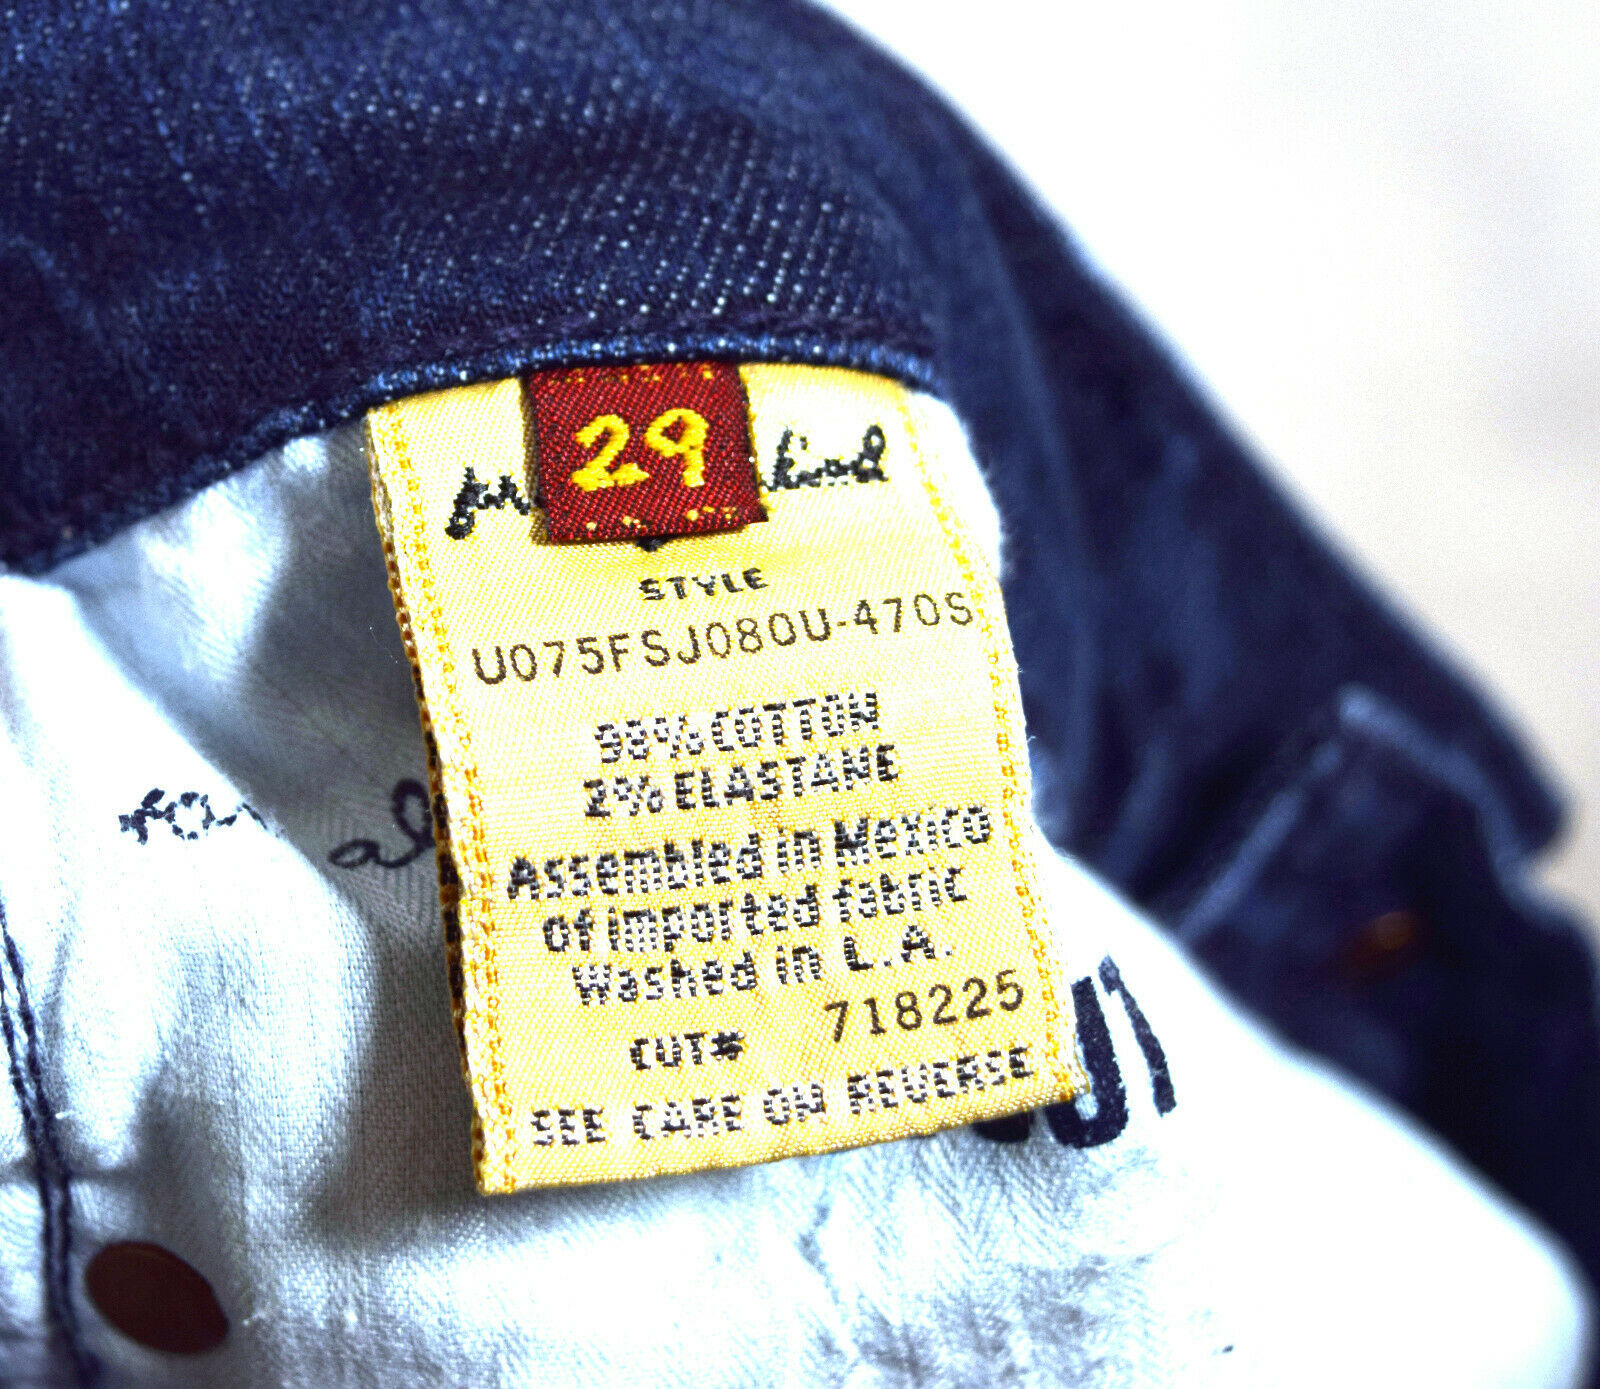 29
STYLE
U075FSJ080U-470S
98% COTTON
2% ELASTANE
Assembled in Mexico
of imported fabric
Washed in L.A.
CUT# 718225
SEE CARE ON REVERSE